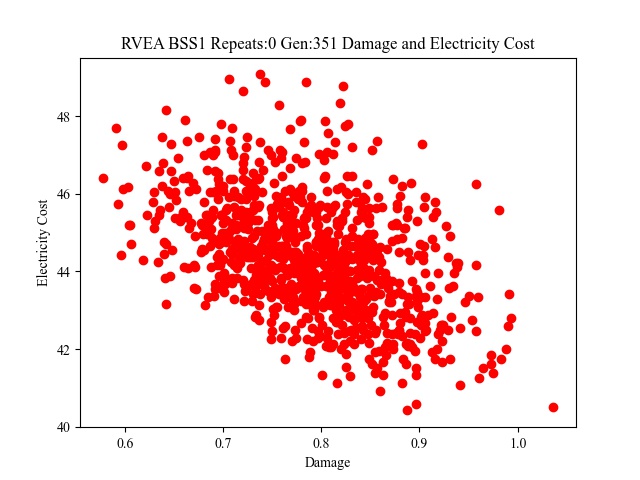 RVEA BSS1 Repeats:0 Gen:351 Damage and Electricity Cost
48
46
44
42
40
Electricity Cost
0.6 0.7 0.8 0.9 1.0
Damage